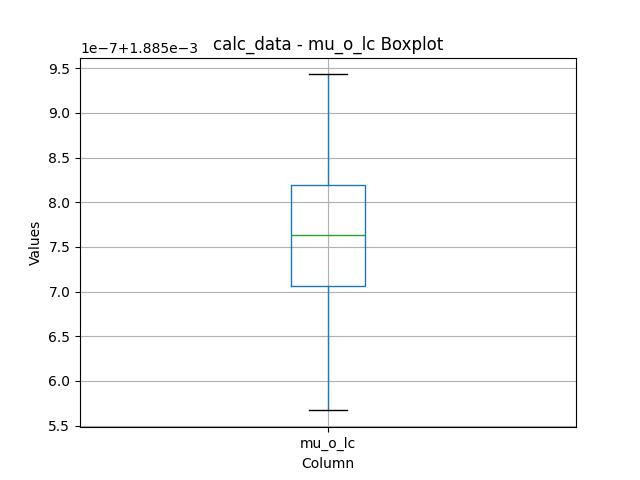 1e−7+1.885e−3
calc_data - mu_o_lc Boxplot
9.5
9.0
8.5
8.0
7.5
7.0
6.5
6.0
5.5
Values
mu_o_lc
Column